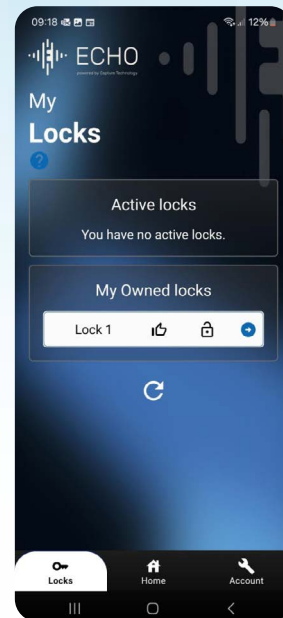 09:18 12%
ECHO
powered by Capture Technology
My
Locks
?
Active locks
You have no active locks.
My Owned locks
Lock 1
Locks Home Account